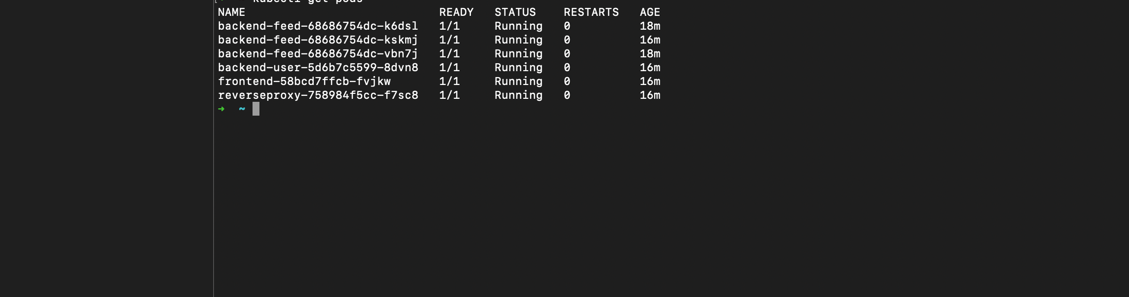 kubectl get pods
NAME                           READY   STATUS    RESTARTS   AGE
backend-feed-68686754dc-k6dsl   1/1     Running   0          18m
backend-feed-68686754dc-kskmj   1/1     Running   0          16m
backend-feed-68686754dc-vbn7j   1/1     Running   0          18m
backend-user-5d6b7c5599-8dvn8   1/1     Running   0          16m
frontend-58bcd7ffcb-fvjkw       1/1     Running   0          16m
reverseproxy-758984f5cc-f7sc8   1/1     Running   0          16m
➜  ~